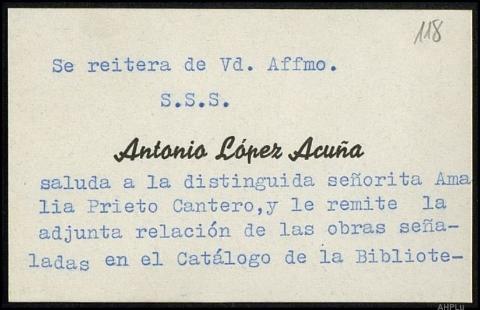 118
Se reitera de Vd. Affmo.
S.S.S.
Antonio López Acuña
saluda a la distinguida señorita Ama
lia Prieto Cantero,y le remite la
adjunta relación de las obras seña-
ladas en el Catálogo de la Bibliote-
AHPLu